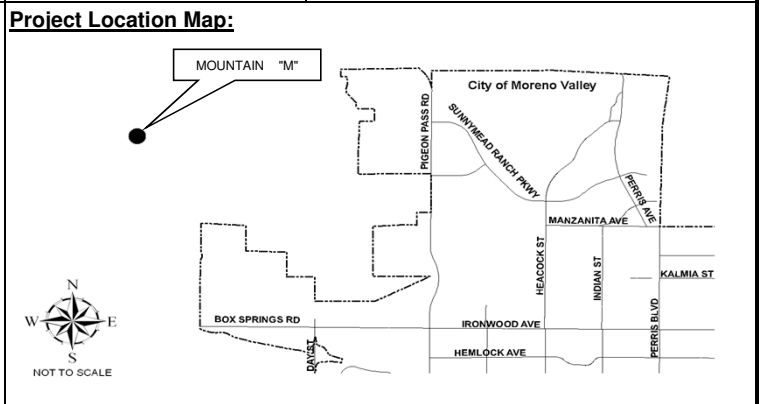 Project Location Map:
MOUNTAIN "M"
City of Moreno Valley
PIGEON PASS RD
SUNNYMEAD RANCH PKWY
PERRIS AVE
MANZANITA AVE
HEACOCK ST
INDIAN ST
KALMIA ST
PERRIS BLVD
BOX SPRINGS RD
IRONWOOD AVE
DAY ST
HEMLOCK AVE
N
W
E
S
NOT TO SCALE